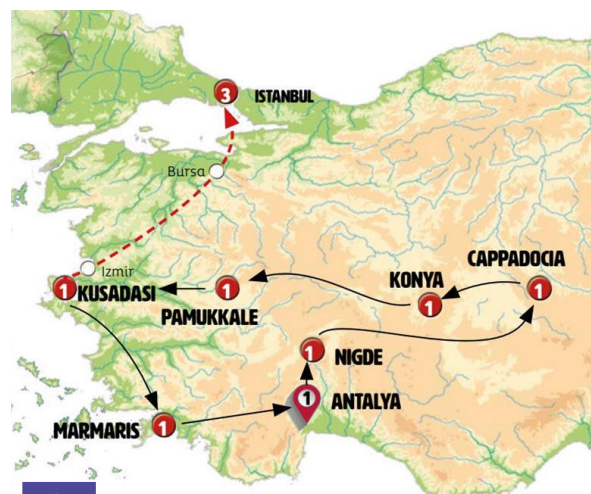 3
ISTANBUL
Bursa
Izmir
1
KUSADASI
1
PAMUKKALE
KONYA
1
CAPPADOCIA
1
1
NIGDE
1
ANTALYA
MARMARIS
1